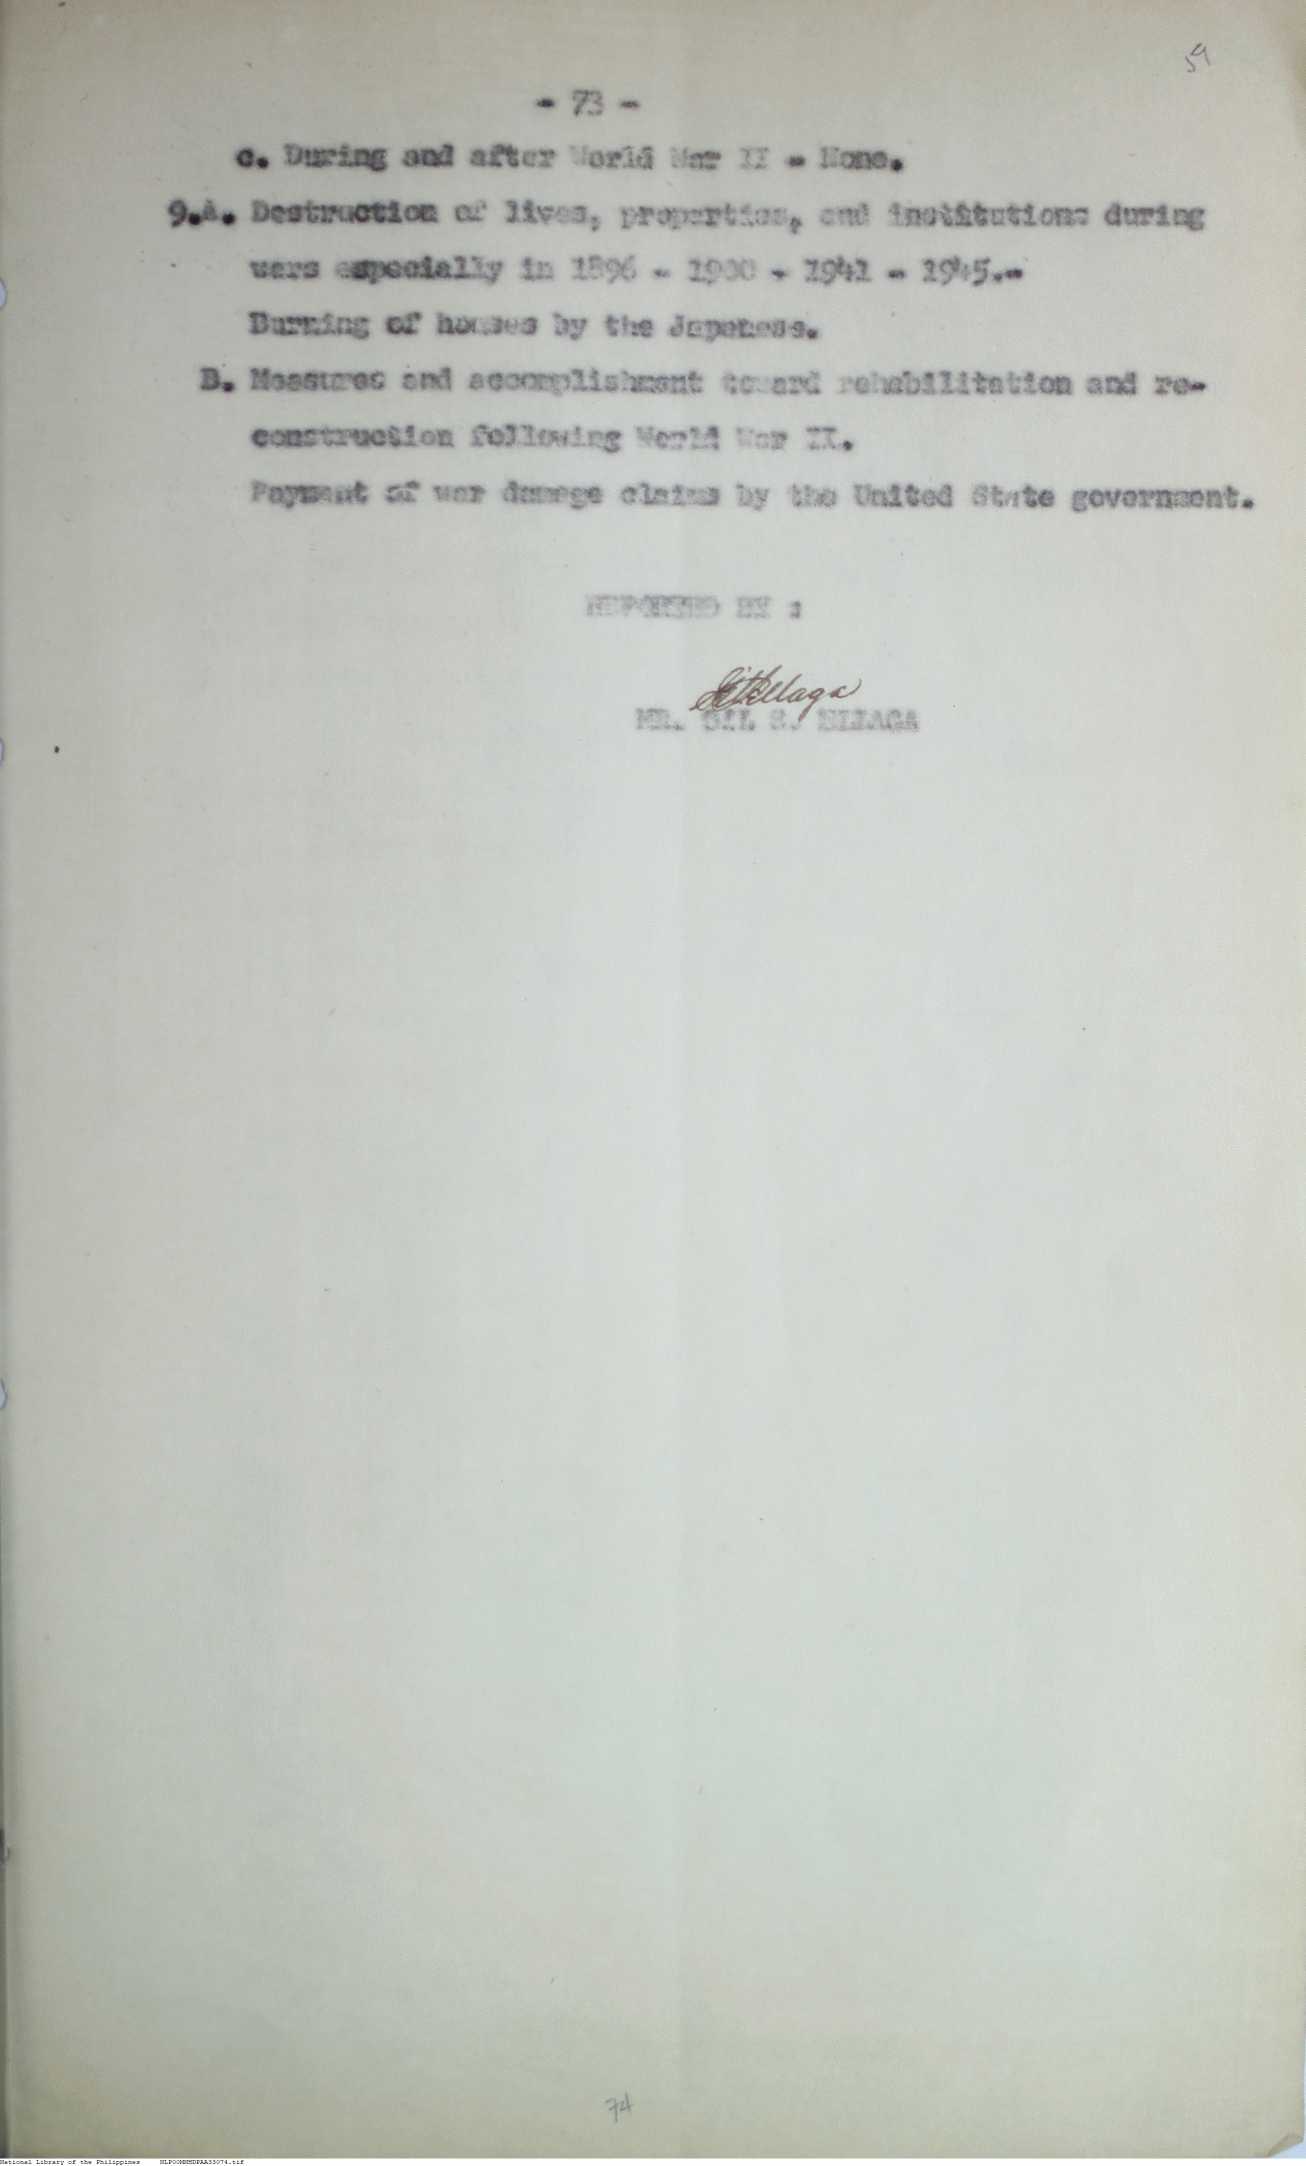 59
- 73 -
c. During and after World War II - None.
9.A. Destruction of lives, properties, and institutions during
wars especially in 1896 - 1900 - 1941 - 1945.-
Burning of houses by the Japanese.
B. Measures and accomplishment toward rehabilitation and re-
construction following World War II.
Payment of war damage claims by the United State government.
REPORTED BY :
MR. GIL S. ELIAGA
74
National Library of the Philippines